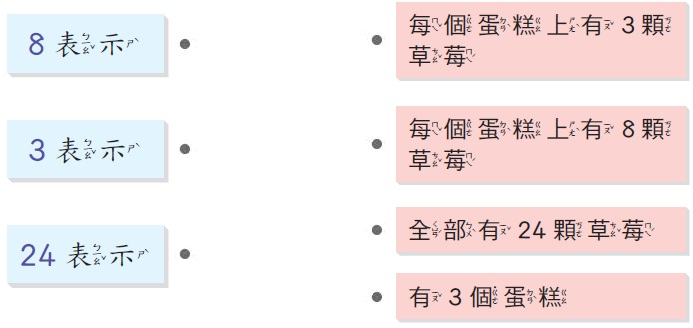 8 表示
3 表示
24 表示
每個蛋糕上有 3 顆
草莓
每個蛋糕上有 8 顆
草莓
全部有 24 顆草莓
有 3 個蛋糕